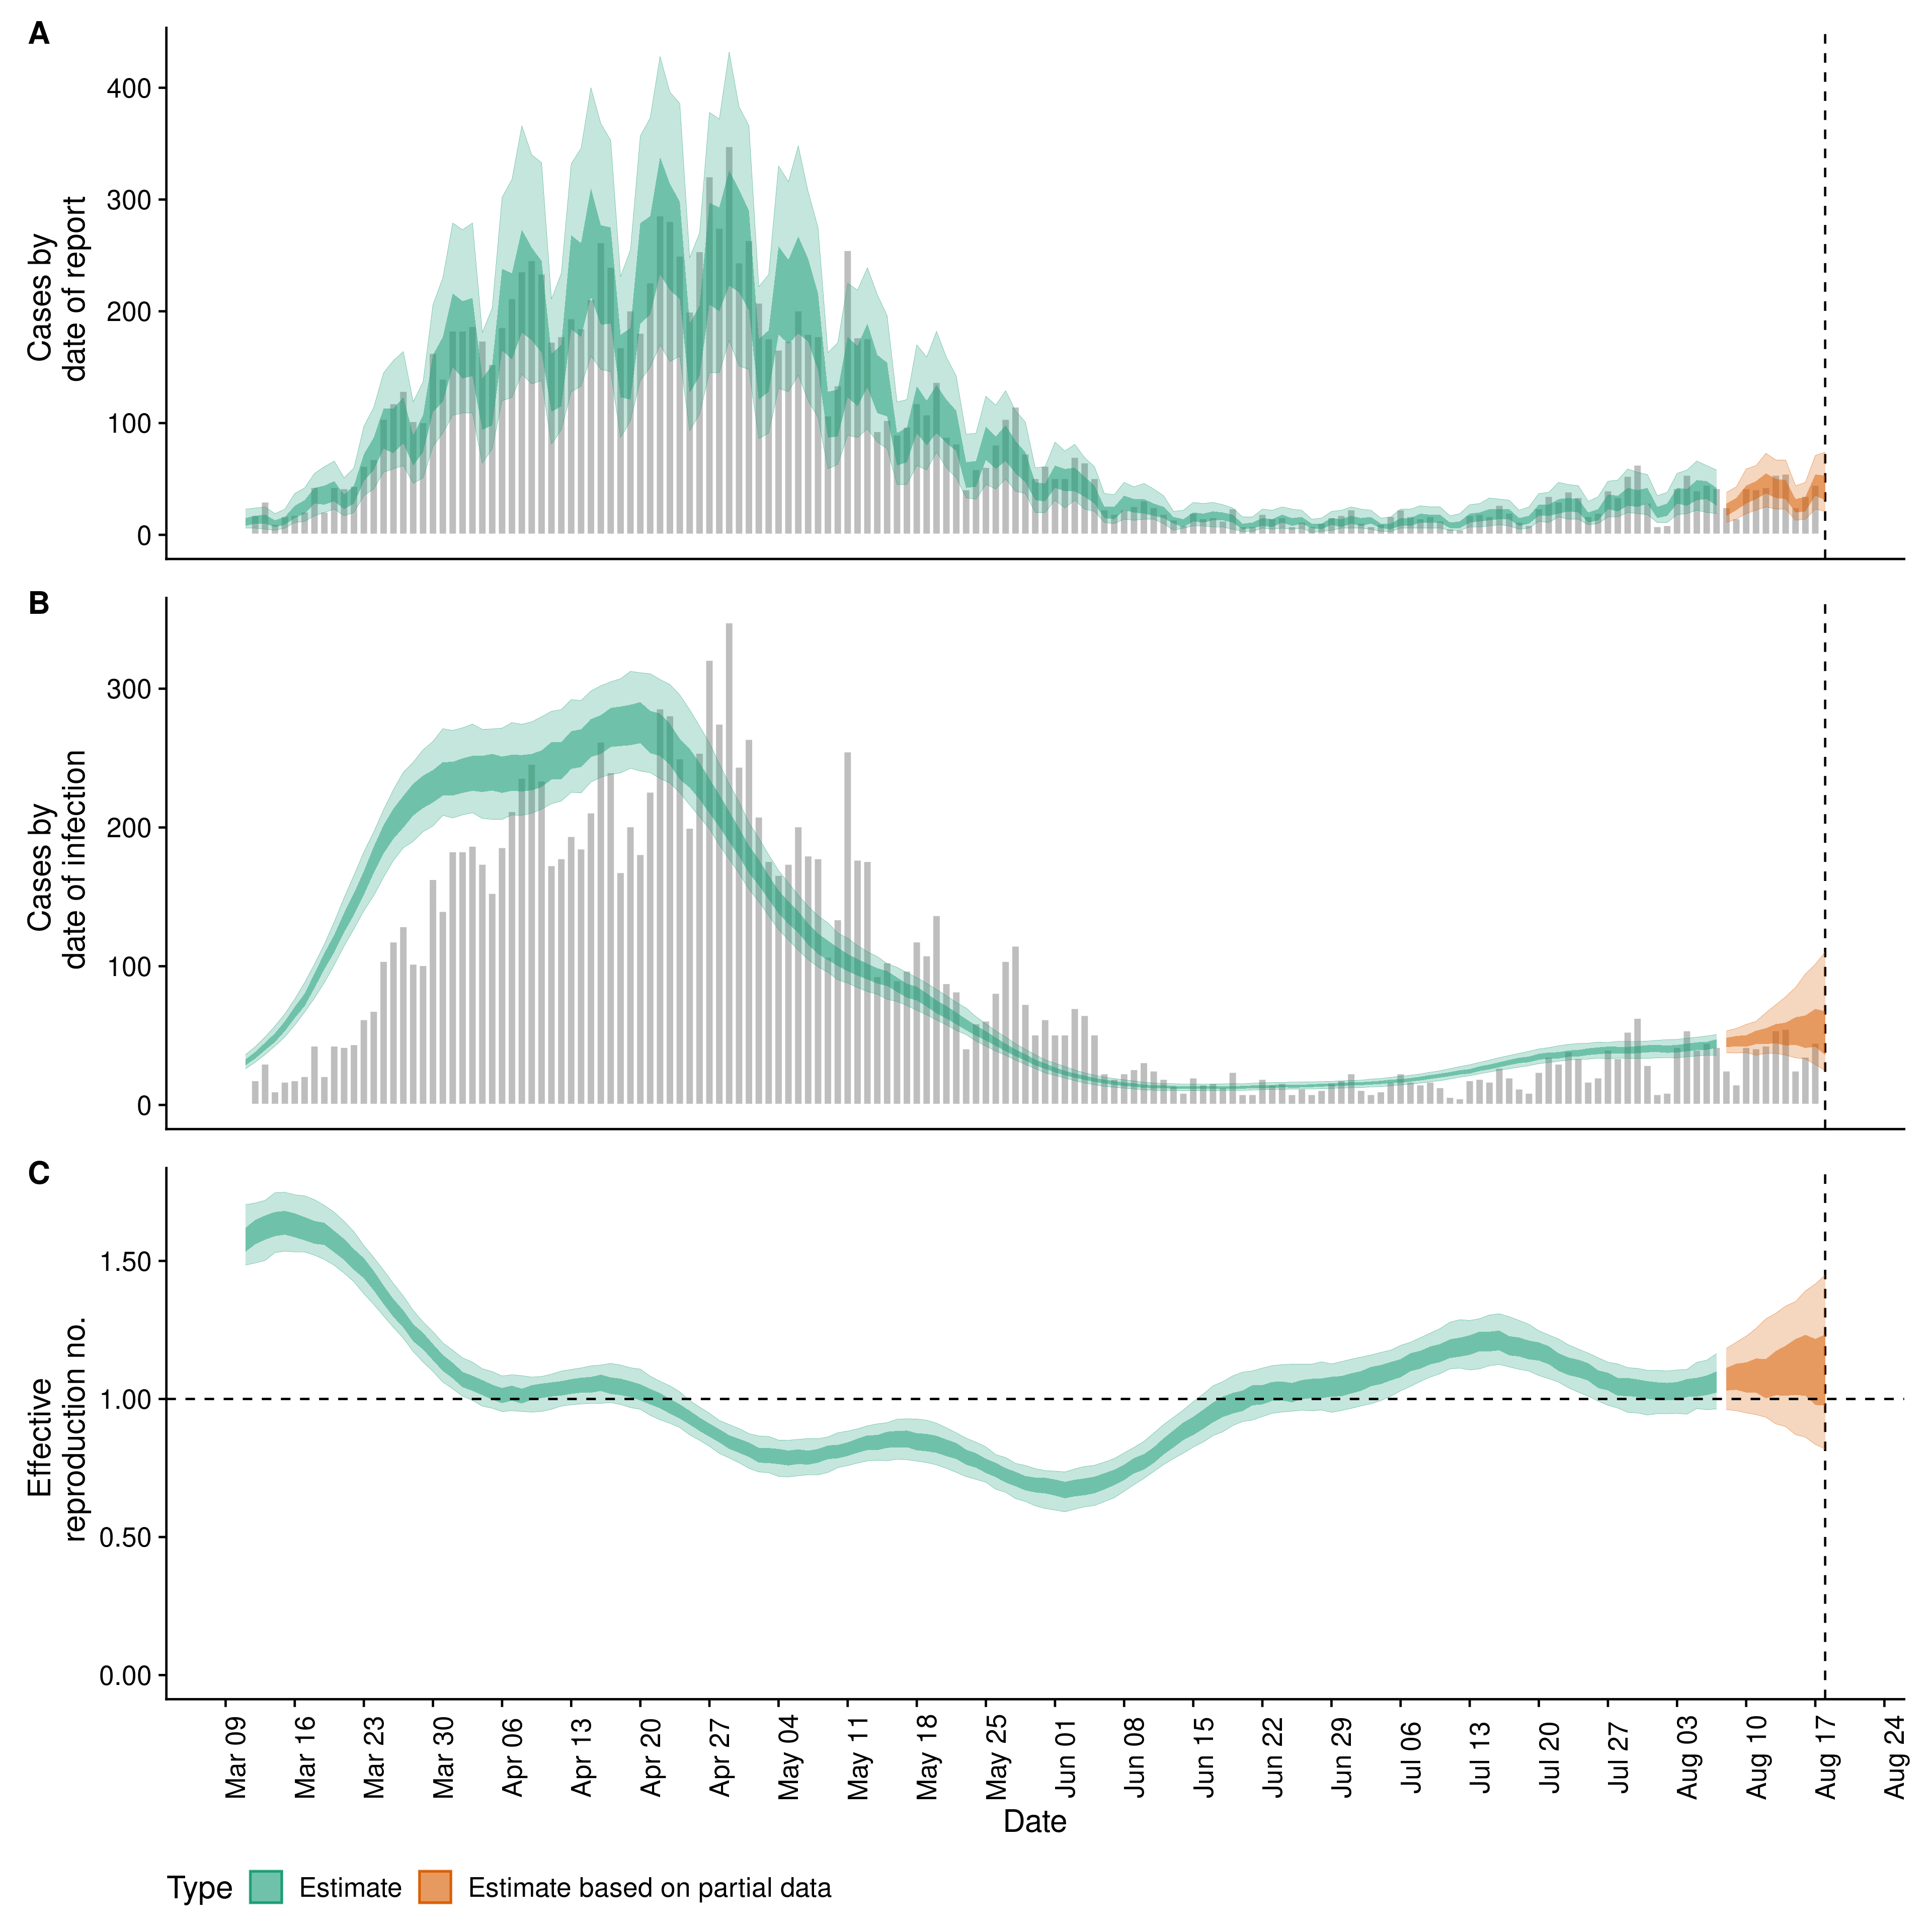 A
400
300
200
100
0
Cases by
date of report
B
300
200
100
0
Cases by
date of infection
C
1.50
1.00
0.50
0.00
Effective
reproduction no.
Mar 09
Mar 16
Mar 23
Mar 30
Apr 06
Apr 13
Apr 20
Apr 27
May 04
May 11
May 18
May 25
Jun 01
Jun 08
Jun 15
Jun 22
Jun 29
Jul 06
Jul 13
Jul 20
Jul 27
Aug 03
Aug 10
Aug 17
Aug 24
Date
Type Estimate Estimate based on partial data